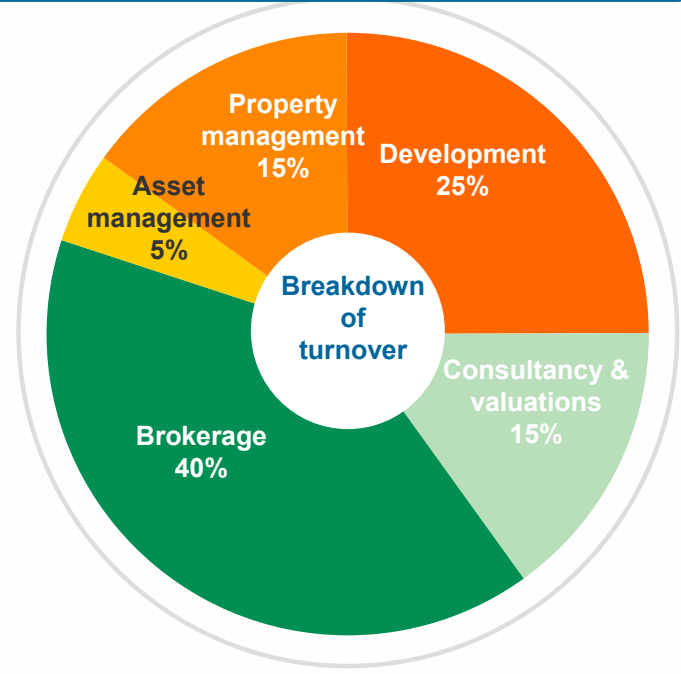 Property
management
15%
Development
25%
Asset
management
5%
Breakdown
of
turnover
Consultancy &
valuations
15%
Brokerage
40%